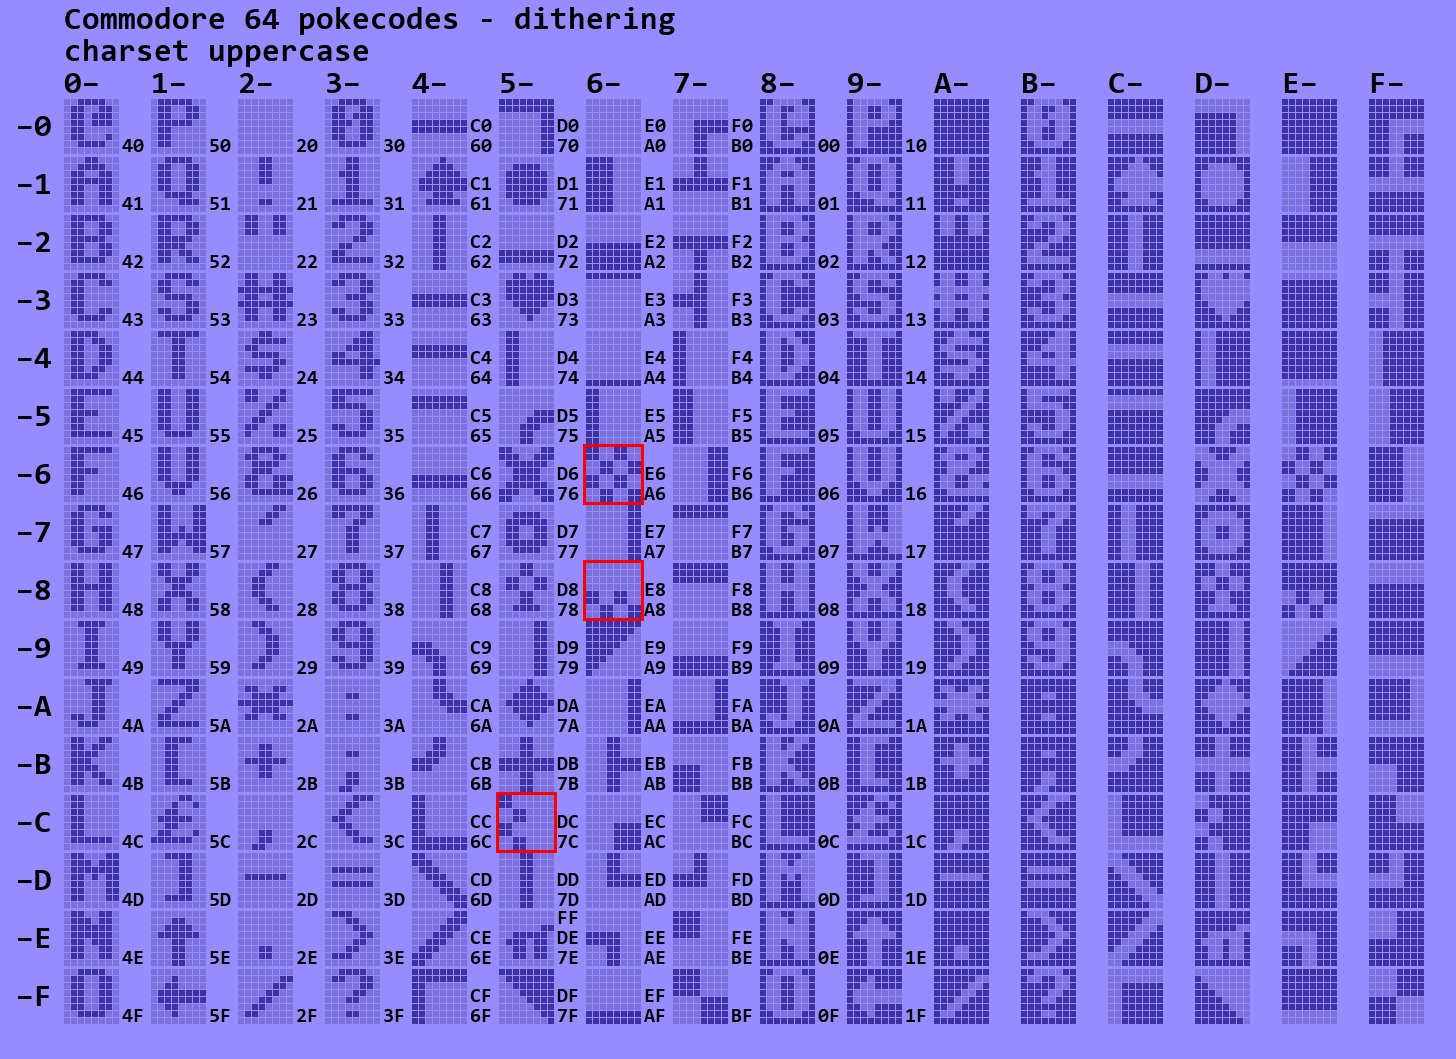 Commodore 64 pokecodes - dithering
charset uppercase
0- 1- 2- 3- 4- 5- 6- 7- 8- 9- A- B- C- D- E- F-
-0 @ P 0 C0 D0 E0 F0
40 50 20 30 60 70 A0 B0 00 10
-1 A Q ! 1 C1 D1 E1 F1
41 51 21 31 61 71 A1 B1 01 11
-2 B R " 2 C2 D2 E2 F2
42 52 22 32 62 72 A2 B2 02 12
-3 C S # 3 C3 D3 E3 F3
43 53 23 33 63 73 A3 B3 03 13
-4 D T $ 4 C4 D4 E4 F4
44 54 24 34 64 74 A4 B4 04 14
-5 E U % 5 C5 D5 E5 F5
45 55 25 35 65 75 A5 B5 05 15
-6 F V & 6 C6 D6 E6 F6
46 56 26 36 66 76 A6 B6 06 16
-7 G W ' 7 C7 D7 E7 F7
47 57 27 37 67 77 A7 B7 07 17
-8 H X ( 8 C8 D8 E8 F8
48 58 28 38 68 78 A8 B8 08 18
-9 I Y ) 9 C9 D9 E9 F9
49 59 29 39 69 79 A9 B9 09 19
-A J Z * : CA DA EA FA
4A 5A 2A 3A 6A 7A AA BA 0A 1A
-B K [ + ; CB DB EB FB
4B 5B 2B 3B 6B 7B AB BB 0B 1B
-C L £ , < CC DC EC FC
4C 5C 2C 3C 6C 7C AC BC 0C 1C
-D M ] - = CD DD ED FD
4D 5D 2D 3D 6D 7D AD BD 0D 1D
FF
-E N ↑ . > CE DE EE FE
4E 5E 2E 3E 6E 7E AE BE 0E 1E
-F O ← / ? CF DF EF
4F 5F 2F 3F 6F 7F AF BF 0F 1F